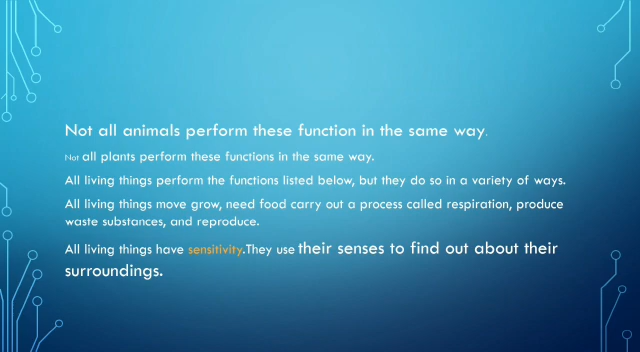 Not all animals perform these function in the same way.
Not all plants perform these functions in the same way.
All living things perform the functions listed below, but they do so in a variety of ways.
All living things move grow, need food carry out a process called respiration, produce
waste substances, and reproduce.
All living things have sensitivity.They use their senses to find out about their
surroundings.